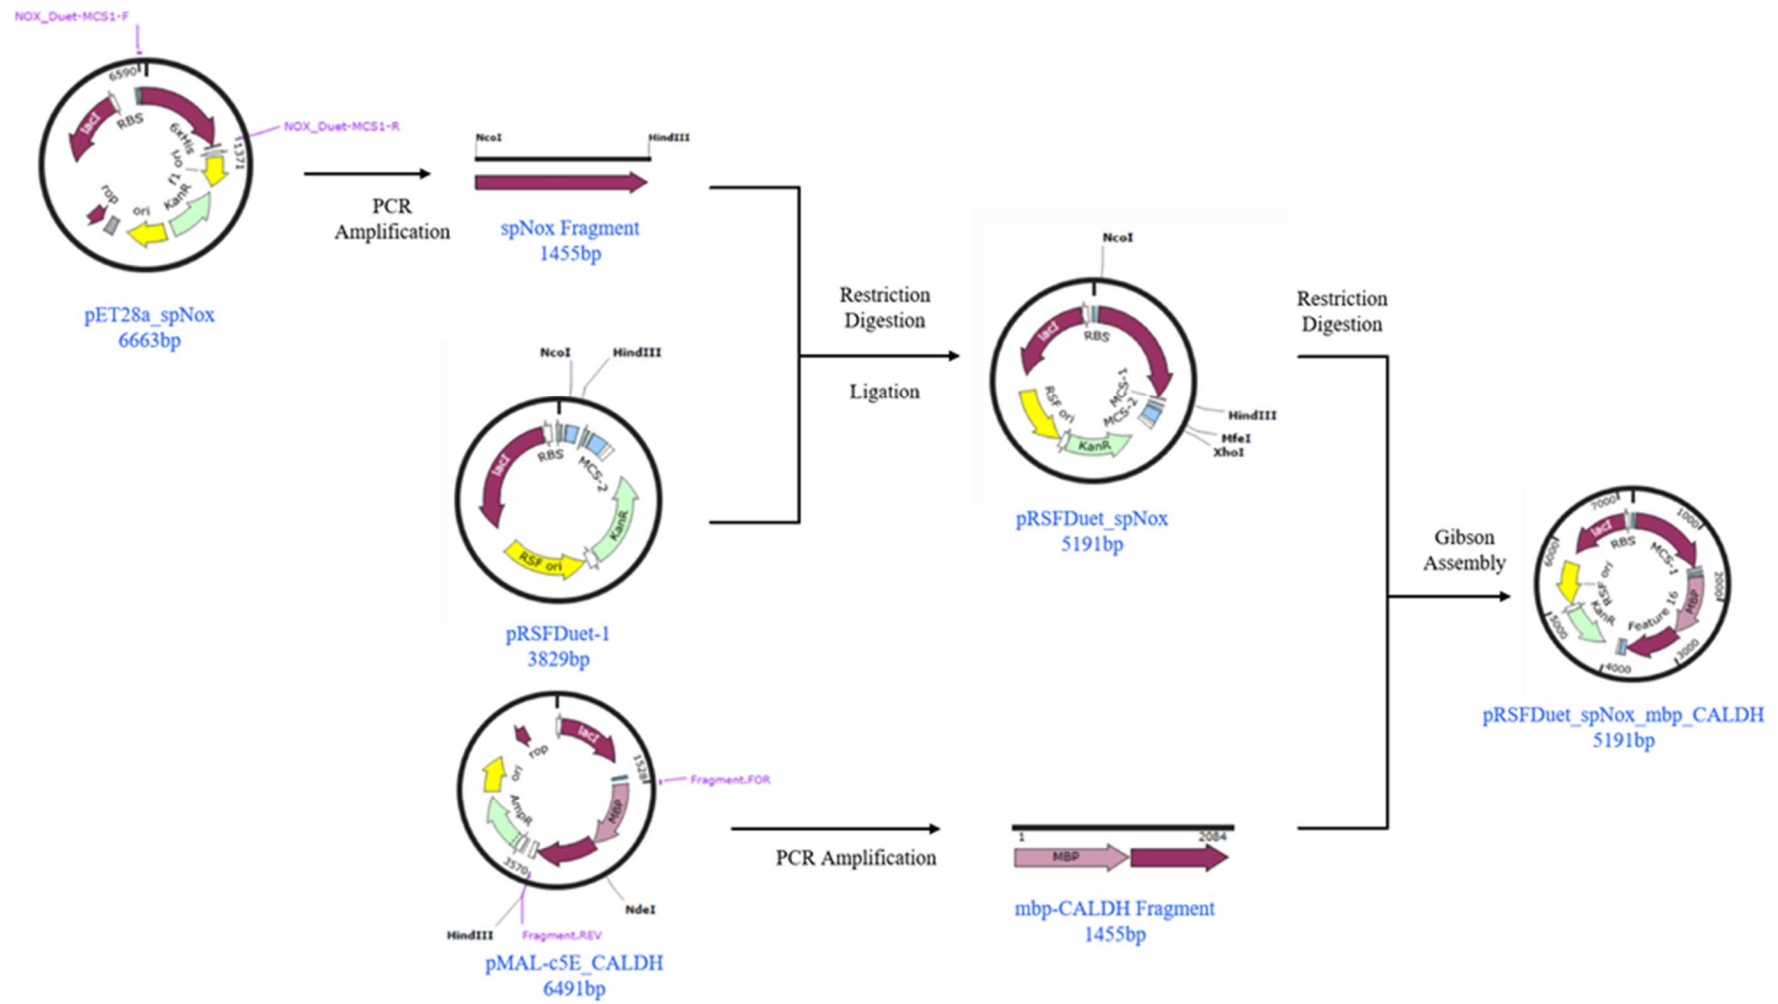 NOX_Duet-MCS1-F
6590
lacI
RBS
6xHis
NOX_Duet-MCS1-R
1371
f1 ori
KanR
ori
rop
pET28a_spNox
6663bp
PCR
Amplification
NcoI
HindIII
spNox Fragment
1455bp
NcoI
HindIII
lacI
RBS
MCS-2
KanR
RSF ori
pRSFDuet-1
3829bp
Restriction
Digestion
Ligation
NcoI
lacI
RBS
MCS-1
MCS-2
RSF ori
KanR
HindIII
MfeI
XhoI
pRSFDuet_spNox
5191bp
Restriction
Digestion
Gibson
Assembly
7000
1000
lacI
RBS
MCS-1
6000
2000
RSF ori
MBP
KanR
Feature 16
5000
3000
4000
pRSFDuet_spNox_mbp_CALDH
5191bp
lacI
rop
ori
1528
Fragment.FOR
MBP
AmpR
3570
NdeI
HindIII
Fragment.REV
pMAL-c5E_CALDH
6491bp
PCR Amplification
1
2084
MBP
mbp-CALDH Fragment
1455bp